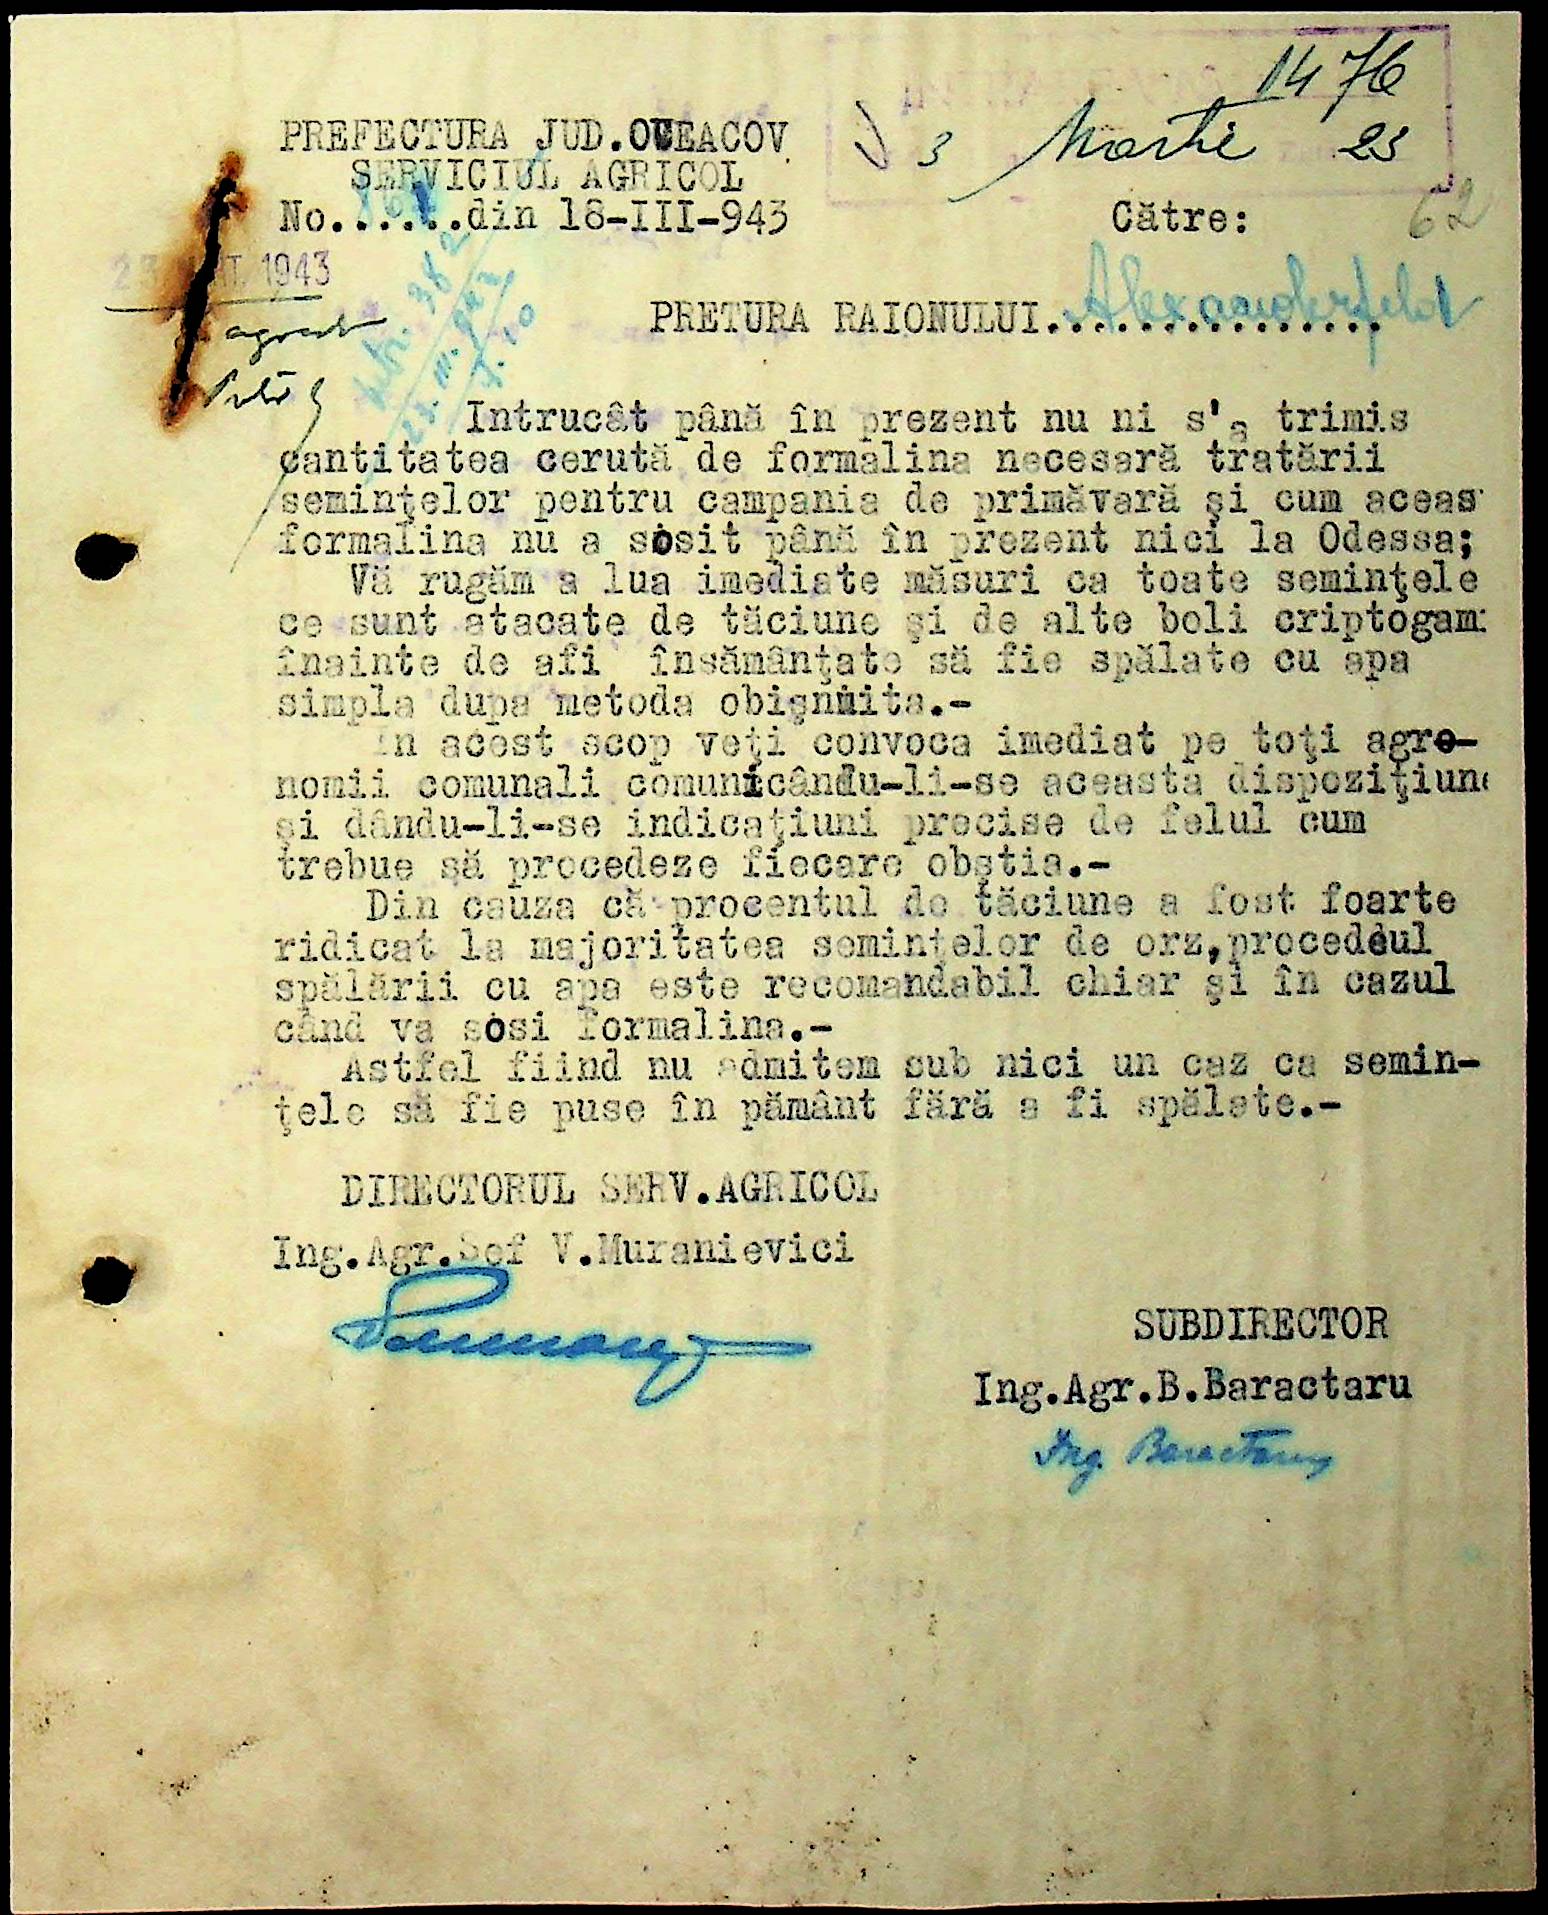 1476
3 Martie 23
PREFECTURA JUD.OCEACOV
SERVICIUL AGRICOL
No......din 18-III-943
Către:
62
1943
agricol
PRETURA RAIONULUI................
Alexanderfeld
Intrucât până în prezent nu ni s'a trimis
cantitatea cerută de formalina necesară tratării
seminţelor pentru campania de primăvară şi cum aceas
formalina nu a sosit până în prezent nici la Odessa;
Vă rugăm a lua imediate măsuri ca toate seminţele
ce sunt atacate de tăciune şi de alte boli criptogam
înainte de afi însămânţate să fie spălate cu apa
simpla dupa metoda obignuita.-
In acest scop veţi convoca imediat pe toţi agro-
nomii comunali comunicându-li-se aceasta dispoziţiune
şi dându-li-se indicaţiuni precise de felul cum
trebue să procedeze fiecare obştia.-
Din cauza că procentul de tăciune a fost foarte
ridicat la majoritatea seminţelor de orz,procedeul
spălării cu apa este recomandabil chiar şi în cazul
când va sosi formalina.-
Astfel fiind nu admitem sub nici un caz ca semin-
ţele să fie puse în pământ fără a fi spălate.-
DIRECTORUL SERV.AGRICOL
Ing.Agr.Sef V.Muranievici
SUBDIRECTOR
Ing.Agr.B.Baractaru
Ing. Baractaru